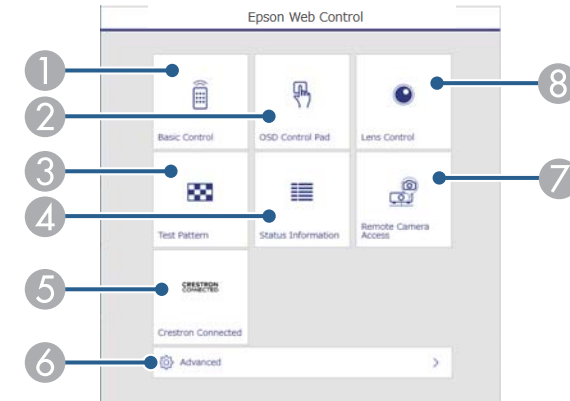 Epson Web Control
1
8
2
Basic Control
OSD Control Pad
Lens Control
3
7
4
Test Pattern
Status Information
Remote Camera
Access
5
CRESTRON
CONNECTED
Crestron Connected
6
Advanced